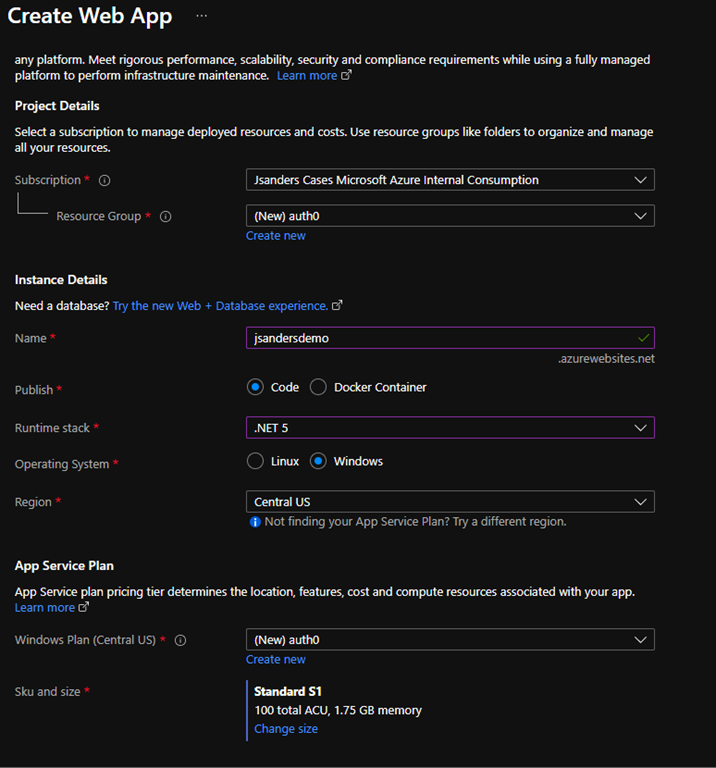 Create Web App ...
any platform. Meet rigorous performance, scalability, security and compliance requirements while using a fully managed
platform to perform infrastructure maintenance. Learn more
Project Details
Select a subscription to manage deployed resources and costs. Use resource groups like folders to organize and manage
all your resources.
Subscription *
Jsanders Cases Microsoft Azure Internal Consumption
Resource Group *
(New) auth0
Create new
Instance Details
Need a database? Try the new Web + Database experience.
Name *
jsandersdemo
.azurewebsites.net
Publish *
Code Docker Container
Runtime stack *
.NET 5
Operating System *
Linux Windows
Region *
Central US
Not finding your App Service Plan? Try a different region.
App Service Plan
App Service plan pricing tier determines the location, features, cost and compute resources associated with your app.
Learn more
Windows Plan (Central US) *
(New) auth0
Create new
Sku and size *
Standard S1
100 total ACU, 1.75 GB memory
Change size